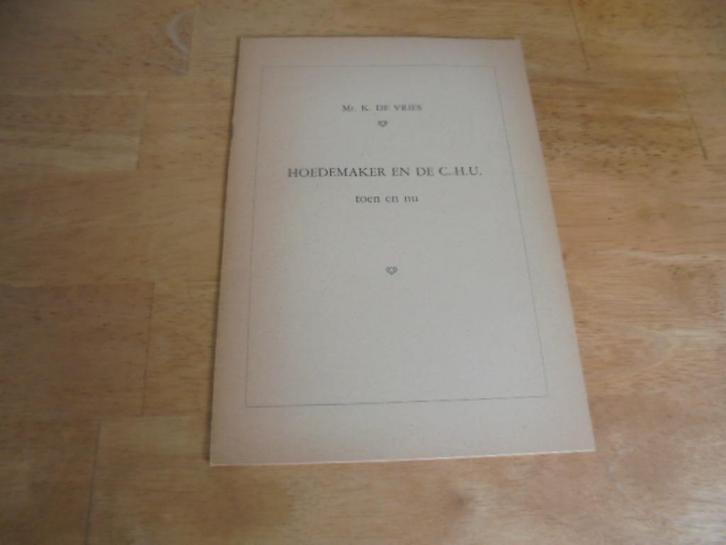 Mr. K. DE VRIES
HOEDEMAKER EN DE C.-H.U.
toen en nu